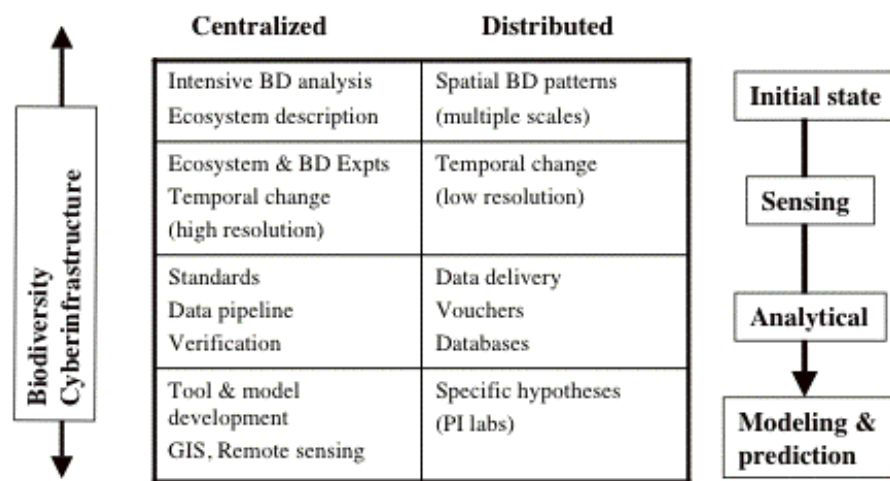 Centralized
Distributed
Intensive BD analysis
Ecosystem description
Spatial BD patterns
(multiple scales)
Ecosystem & BD Expts
Temporal change
(high resolution)
Temporal change
(low resolution)
Standards
Data pipeline
Verification
Data delivery
Vouchers
Databases
Tool & model
development
GIS, Remote sensing
Specific hypotheses
(PI labs)
Biodiversity
Cyberinfrastructure
Initial state
Sensing
Analytical
Modeling &
prediction